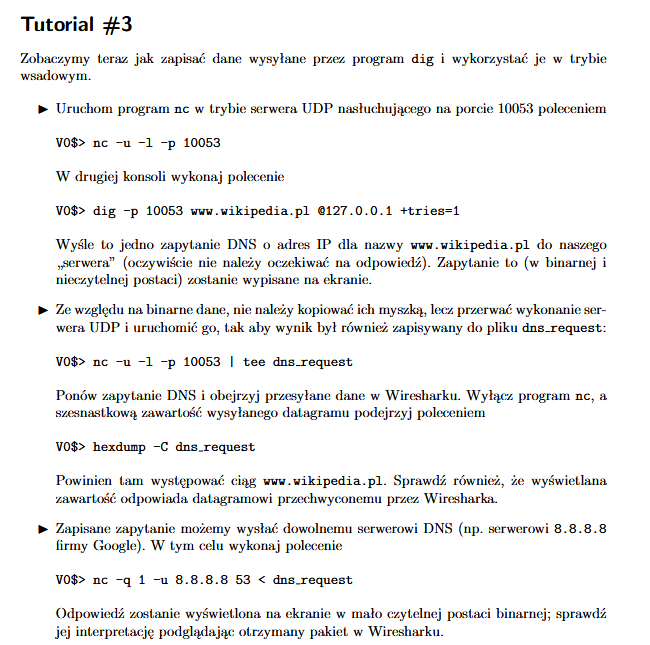 Tutorial #3
Zobaczymy teraz jak zapisać dane wysyłane przez program dig i wykorzystać je w trybie
wsadowym.
► Uruchom program nc w trybie serwera UDP nasłuchującego na porcie 10053 poleceniem
V0$> nc -u -l -p 10053
W drugiej konsoli wykonaj polecenie
V0$> dig -p 10053 www.wikipedia.pl @127.0.0.1 +tries=1
Wyśle to jedno zapytanie DNS o adres IP dla nazwy www.wikipedia.pl do naszego
„serwera” (oczywiście nie należy oczekiwać na odpowiedź). Zapytanie to (w binarnej i
nieczytelnej postaci) zostanie wypisane na ekranie.
► Ze względu na binarne dane, nie należy kopiować ich myszką, lecz przerwać wykonanie ser-
wera UDP i uruchomić go, tak aby wynik był również zapisywany do pliku dns_request:
V0$> nc -u -l -p 10053 | tee dns_request
Ponów zapytanie DNS i obejrzyj przesyłane dane w Wiresharku. Wyłącz program nc, a
szesnastkową zawartość wysyłanego datagramu podejrzyj poleceniem
V0$> hexdump -C dns_request
Powinien tam występować ciąg www.wikipedia.pl. Sprawdź również, że wyświetlana
zawartość odpowiada datagramowi przechwyconemu przez Wiresharka.
► Zapisane zapytanie możemy wysłać dowolnemu serwerowi DNS (np. serwerowi 8.8.8.8
firmy Google). W tym celu wykonaj polecenie
V0$> nc -q 1 -u 8.8.8.8 53 < dns_request
Odpowiedź zostanie wyświetlona na ekranie w mało czytelnej postaci binarnej; sprawdź
jej interpretację podglądając otrzymany pakiet w Wiresharku.